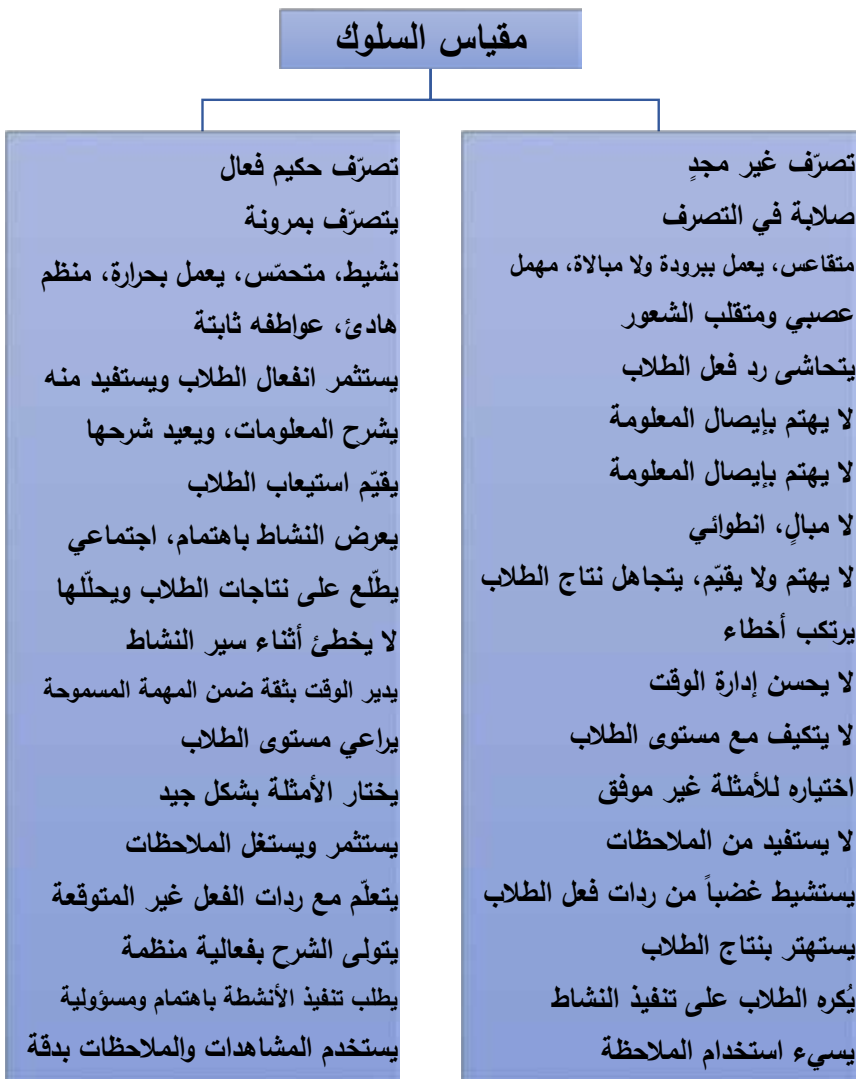 مقياس السلوك
تصرّف غير مجدٍ
صلابة في التصرف
متقاعس، يعمل ببرودة ولا مبالاة، مهمل
عصبي ومتقلب الشعور
يتحاشى رد فعل الطلاب
لا يهتم بإيصال المعلومة
لا يهتم بإيصال المعلومة
لا مبالٍ، انطوائي
لا يهتم ولا يقيّم، يتجاهل نتاج الطلاب
يرتكب أخطاء
لا يحسن إدارة الوقت
لا يتكيف مع مستوى الطلاب
اختياره للأمثلة غير موفق
لا يستفيد من الملاحظات
يستشيط غضباً من ردات فعل الطلاب
يستهتر بنتاج الطلاب
يُكره الطلاب على تنفيذ النشاط
يسيء استخدام الملاحظة
تصرّف حكيم فعال
يتصرّف بمرونة
نشيط، متحمّس، يعمل بحرارة، منظم
هادئ، عواطفه ثابتة
يستثمر انفعال الطلاب ويستفيد منه
يشرح المعلومات، ويعيد شرحها
يقيّم استيعاب الطلاب
يعرض النشاط باهتمام، اجتماعي
يطّلع على نتاجات الطلاب ويحلّلها
لا يخطئ أثناء سير النشاط
يدير الوقت بثقة ضمن المهمة المسموحة
يراعي مستوى الطلاب
يختار الأمثلة بشكل جيد
يستثمر ويستغل الملاحظات
يتعلّم مع ردات الفعل غير المتوقعة
يتولى الشرح بفعالية منظمة
يطلب تنفيذ الأنشطة باهتمام ومسؤولية
يستخدم المشاهدات والملاحظات بدقة